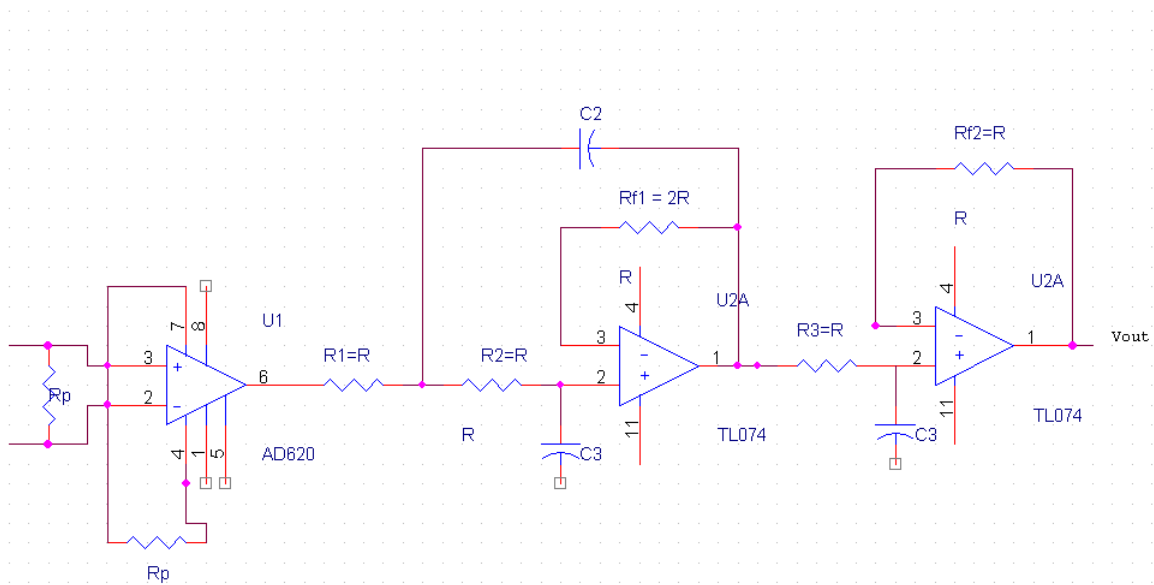 C2
Rf2=R
Rf1 = 2R
R
R
4
4
U2A
U2A
7
8
U1
R1=R
R2=R
3
1
R3=R
3
1
Vout
-
+
-
+
3
+
6
2
2
2
-
Rp
R
11
11
TL074
TL074
C3
C3
4
1
5
AD620
Rp